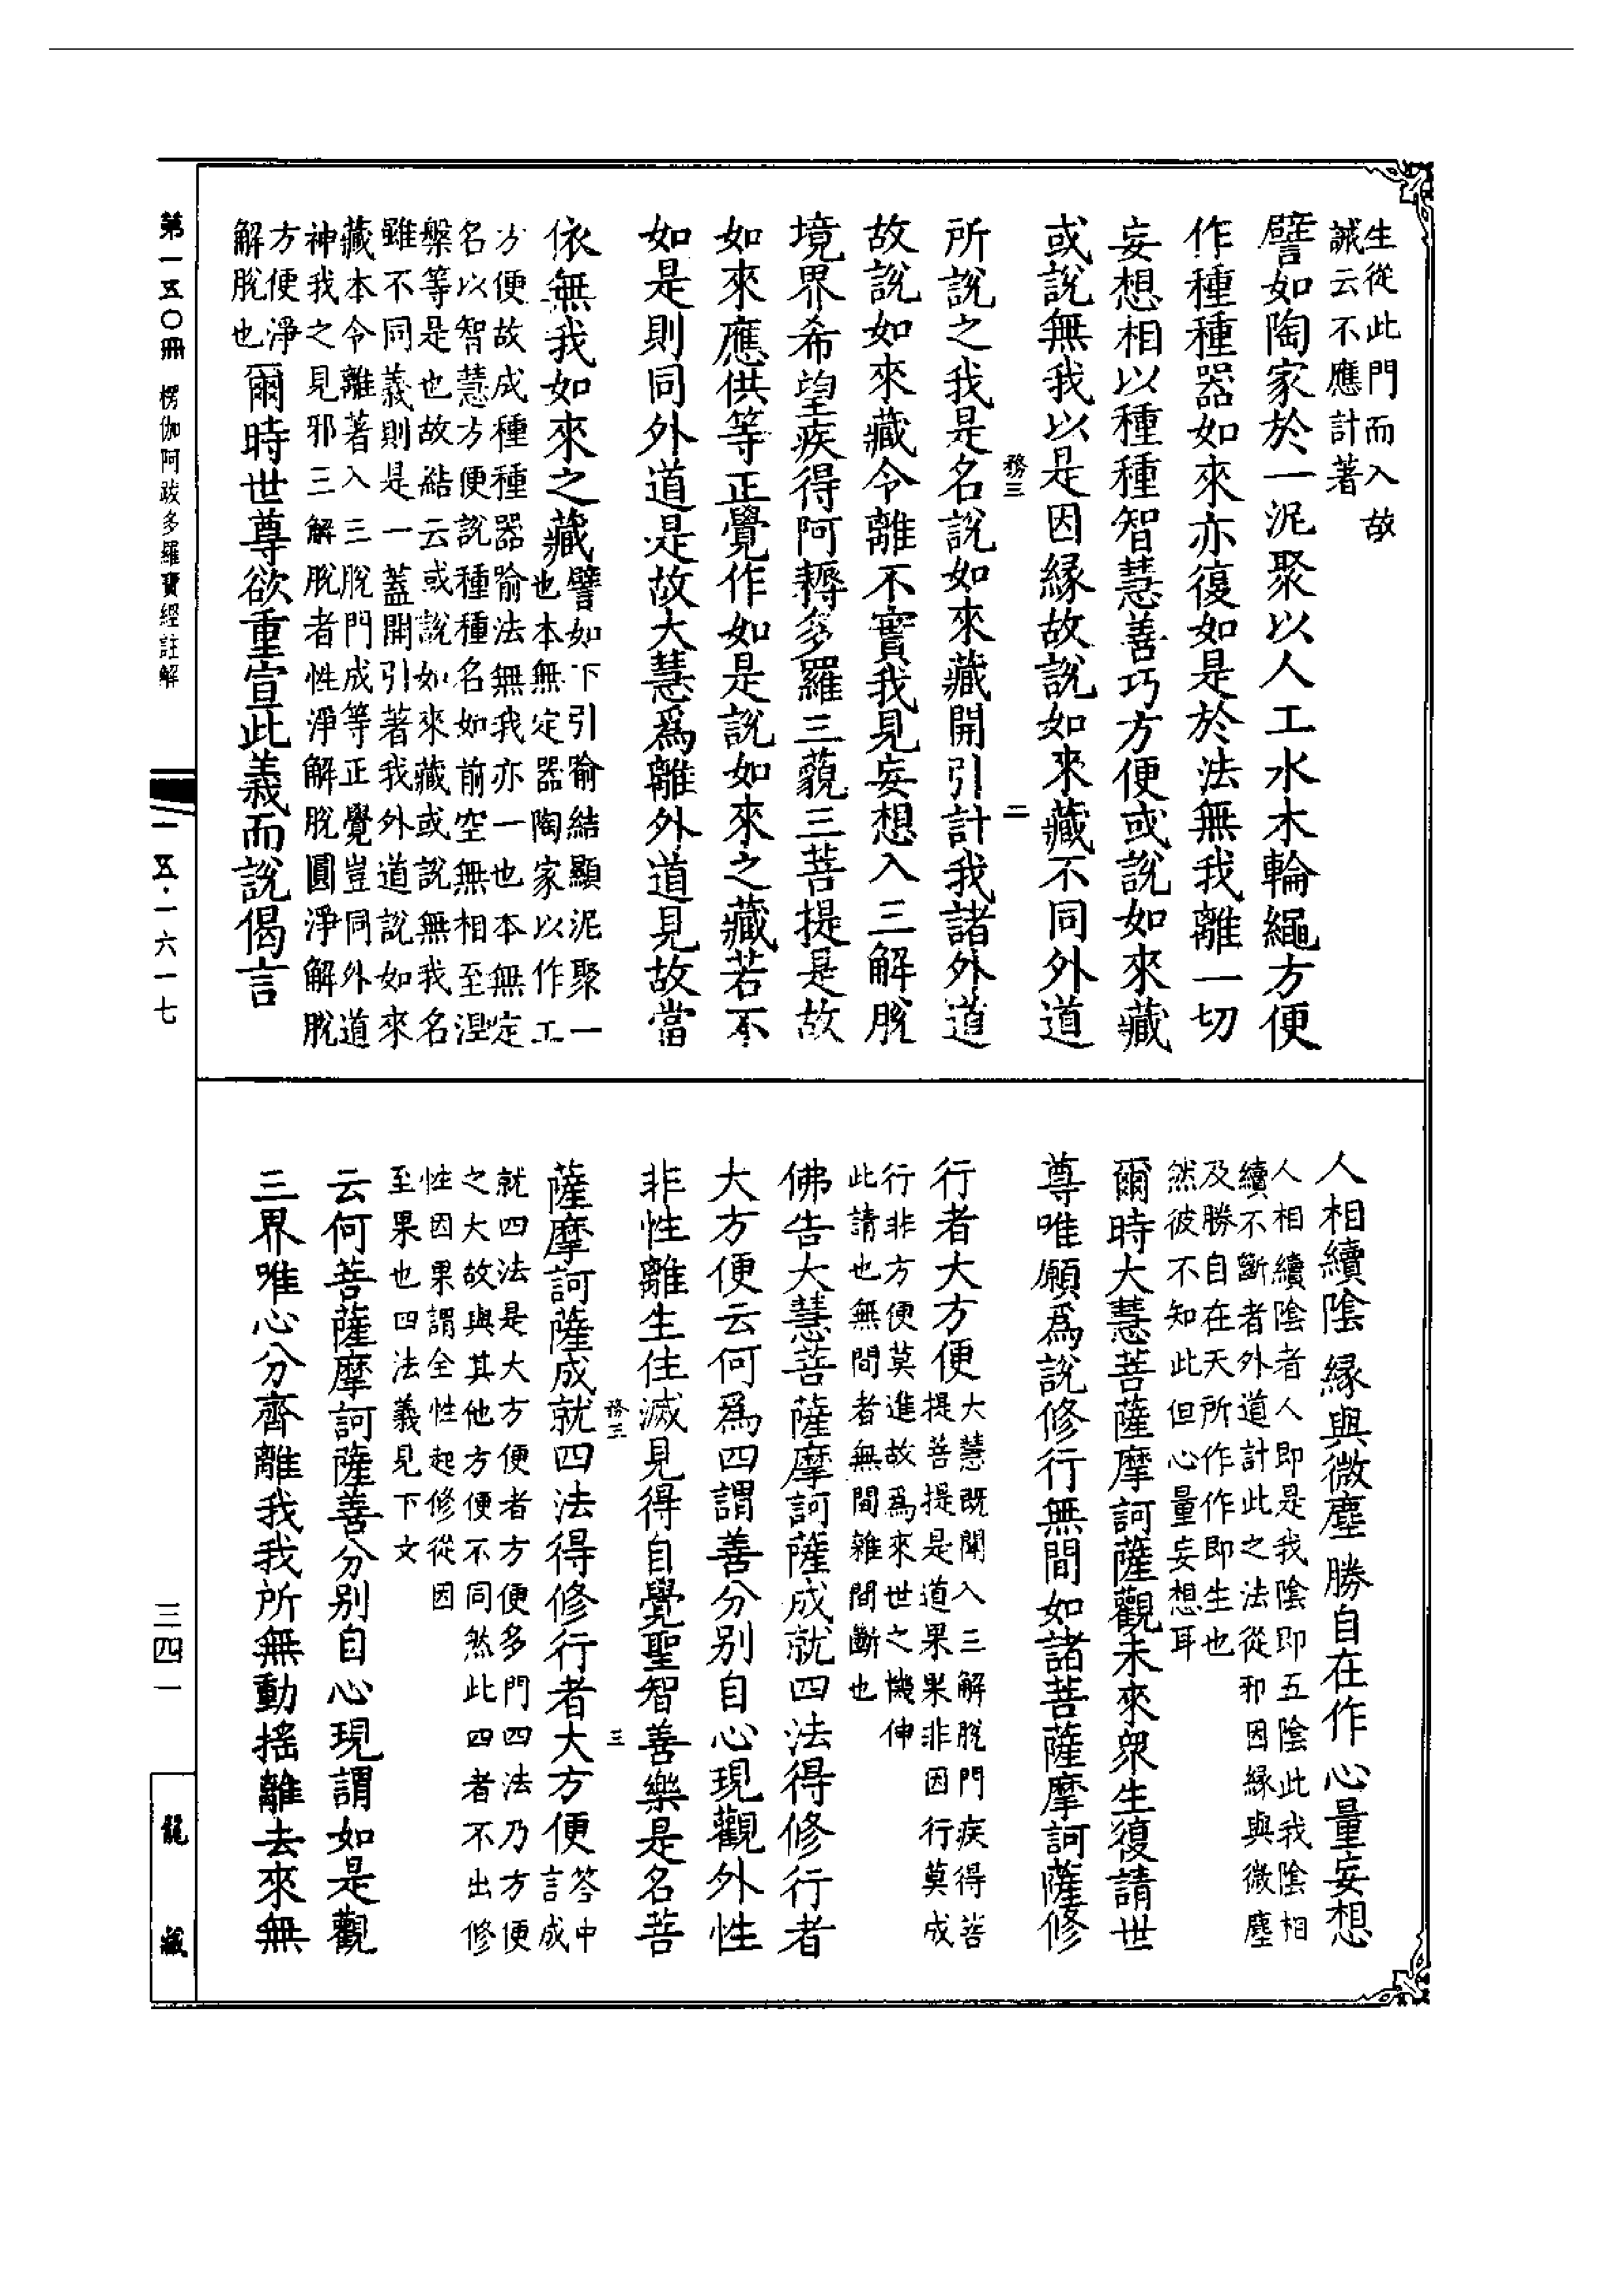 生從此門而入故
誡云不應計著
譬如陶家於一泥聚以人工水木輪繩方便
作種種器如來亦復如是於法無我離一切
妄想相以種種智慧善巧方便或說如來藏
或說無我以是因緣故說如來藏不同外道
務三
二
所說之我是名說如來藏開引計我諸外道
故說如來藏令離不實我見妄想入三解脫
境界希望疾得阿耨多羅三藐三菩提是故
如來應供等正覺作如是說如來之藏若不
如是則同外道是故大慧為離外道見故當
依無我如來之藏
譬如下引喻結顯泥聚一
也本無定器陶家以作工
方便故成種種器喻法無我亦一也本無定
名以智慧方便說種種名如前空無相至涅
槃等是也故結云或說如來藏或說無我名
雖不同義則是一蓋開引著我外道說如來
藏本令離著入三脫門成等正覺豈同外道
神我之見邪三解脫者性淨解脫圓淨解脫
方便淨
解脫也
爾時世尊欲重宣此義而說偈言
人相續陰 緣與微塵 勝自在作 心量妄想
人相續陰者人即是我陰即五陰此我陰相
續不斷者外道計此之法從邪因緣與微塵
及勝自在天所作作即生也
然彼不知此但心量妄想耳
爾時大慧菩薩摩訶薩觀未來眾生復請世
尊唯願為說修行無間如諸菩薩摩訶薩修
行者大方便
大慧既聞入三解脫門疾得菩
提菩提是道果果非因行莫成
行非方便莫進故為來世之機伸
此請也無間者無間雜間斷也
佛告大慧菩薩摩訶薩成就四法得修行者
大方便云何為四謂善分別自心現觀外性
非性離生住滅見得自覺聖智善樂是名菩
務三
三
薩摩訶薩成就四法得修行者大方便
答中
言成
就四法是大方便者方便多門四法乃方便
之大故與其他方便不同然此四者不出修
性因果謂全性起修從因
至果也四法義見下文
云何菩薩摩訶薩善分別自心現謂如是觀
三界唯心分齊離我我所無動搖離去來無
第一五〇冊 楞伽阿跋多羅寶經註解
一五·一六一七
三四一
龍藏